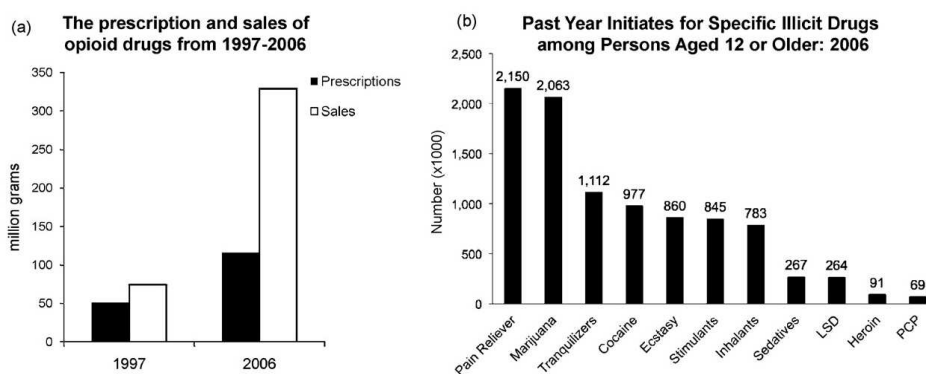 (a)
The prescription and sales of
opioid drugs from 1997-2006
350
300
250
200
150
100
50
0
million grams
Prescriptions
Sales
1997
2006
(b)
Past Year Initiates for Specific Illicit Drugs
among Persons Aged 12 or Older: 2006
2,500
2,000
1,500
1,000
500
0
Number (x1000)
2,150
2,063
1,112
977
860
845
783
267
264
91
69
Pain Reliever
Marijuana
Tranquilizers
Cocaine
Ecstasy
Stimulants
Inhalants
Sedatives
LSD
Heroin
PCP